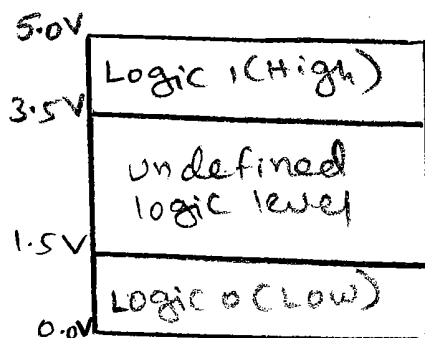 5.0V
Logic 1(High)
3.5V
undefined
logic level
1.5V
Logic 0 (Low)
0.0V